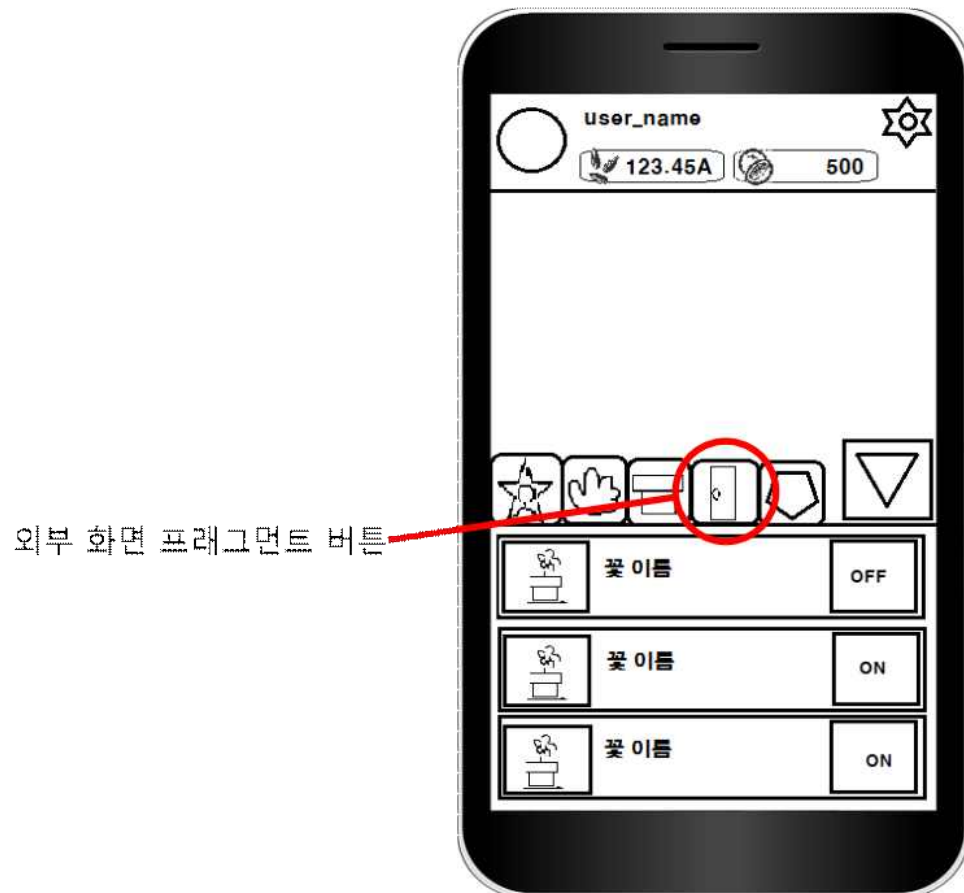 user_name
123.45A
500
외부 화면 프래그먼트 버튼
꽃 이름
OFF
꽃 이름
ON
꽃 이름
ON